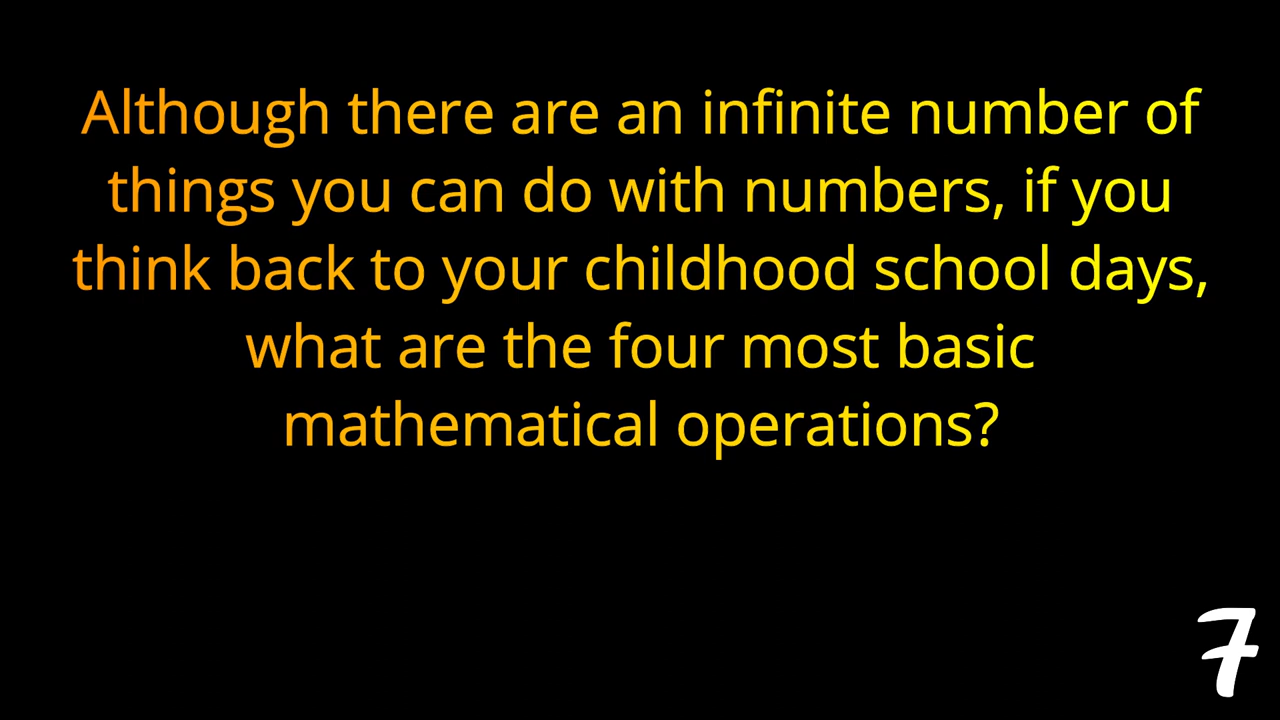 Although there are an infinite number of
things you can do with numbers, if you
think back to your childhood school days,
what are the four most basic
mathematical operations?
7